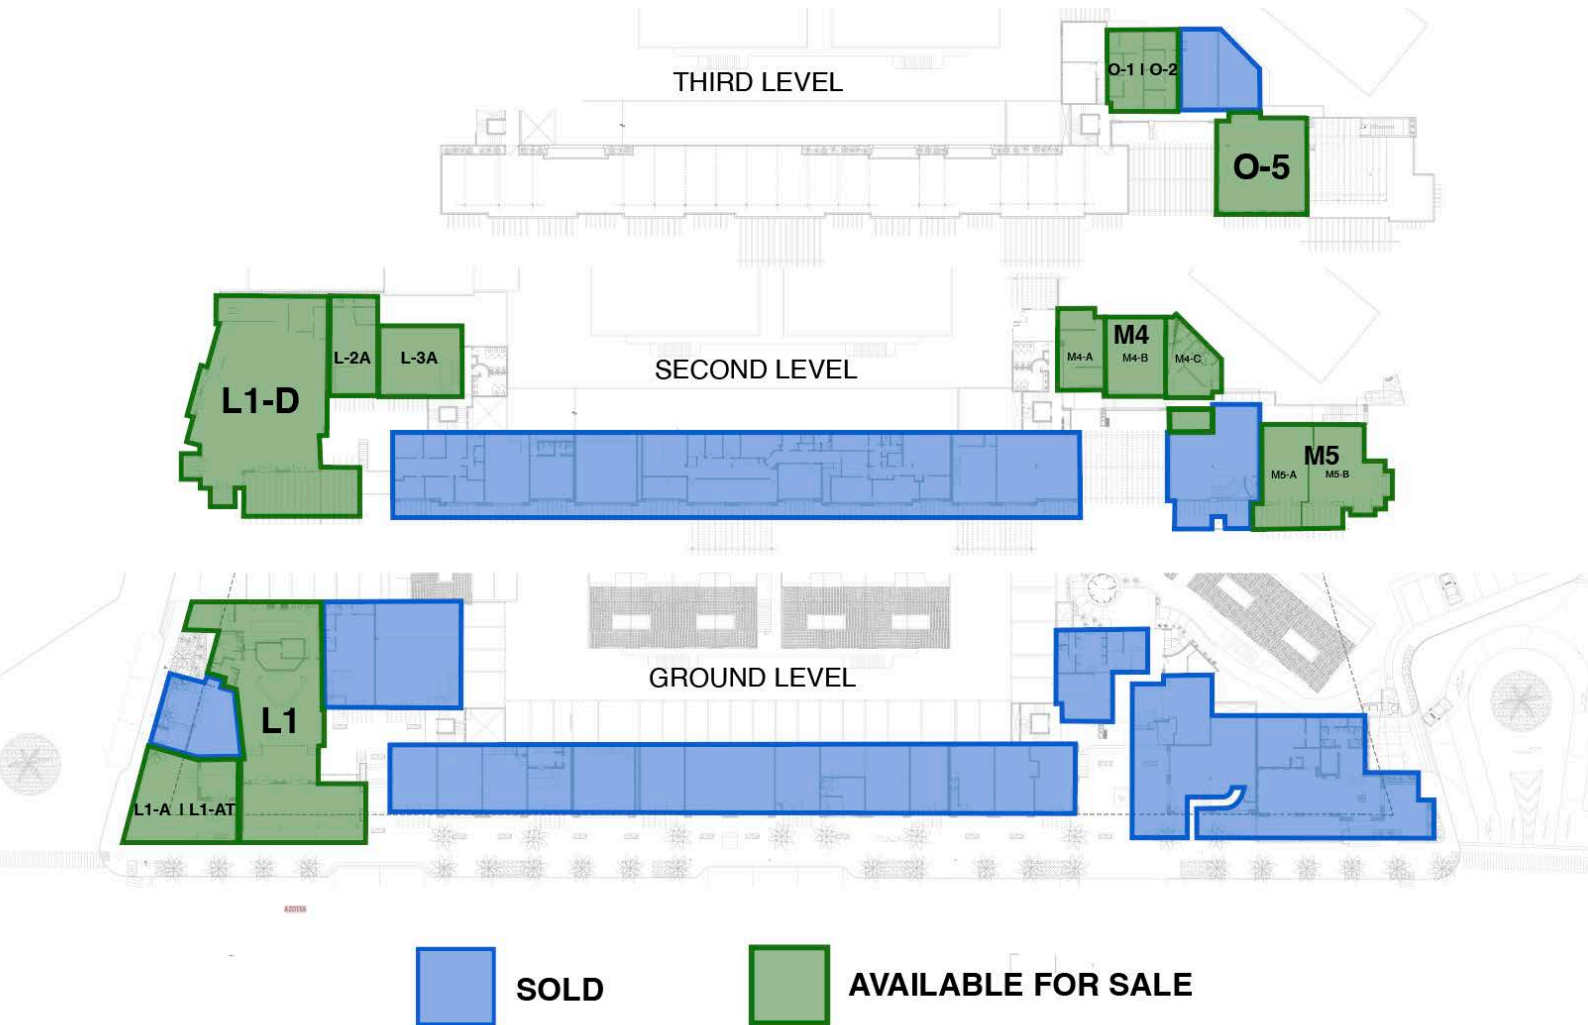 THIRD LEVEL
O-1 | O-2
O-5
SECOND LEVEL
L1-D
L-2A
L-3A
M4
M4-A
M4-B
M4-C
M5
M5-A
M5-B
GROUND LEVEL
L1
L1-A | L1-AT
AZOTIA
SOLD
AVAILABLE FOR SALE